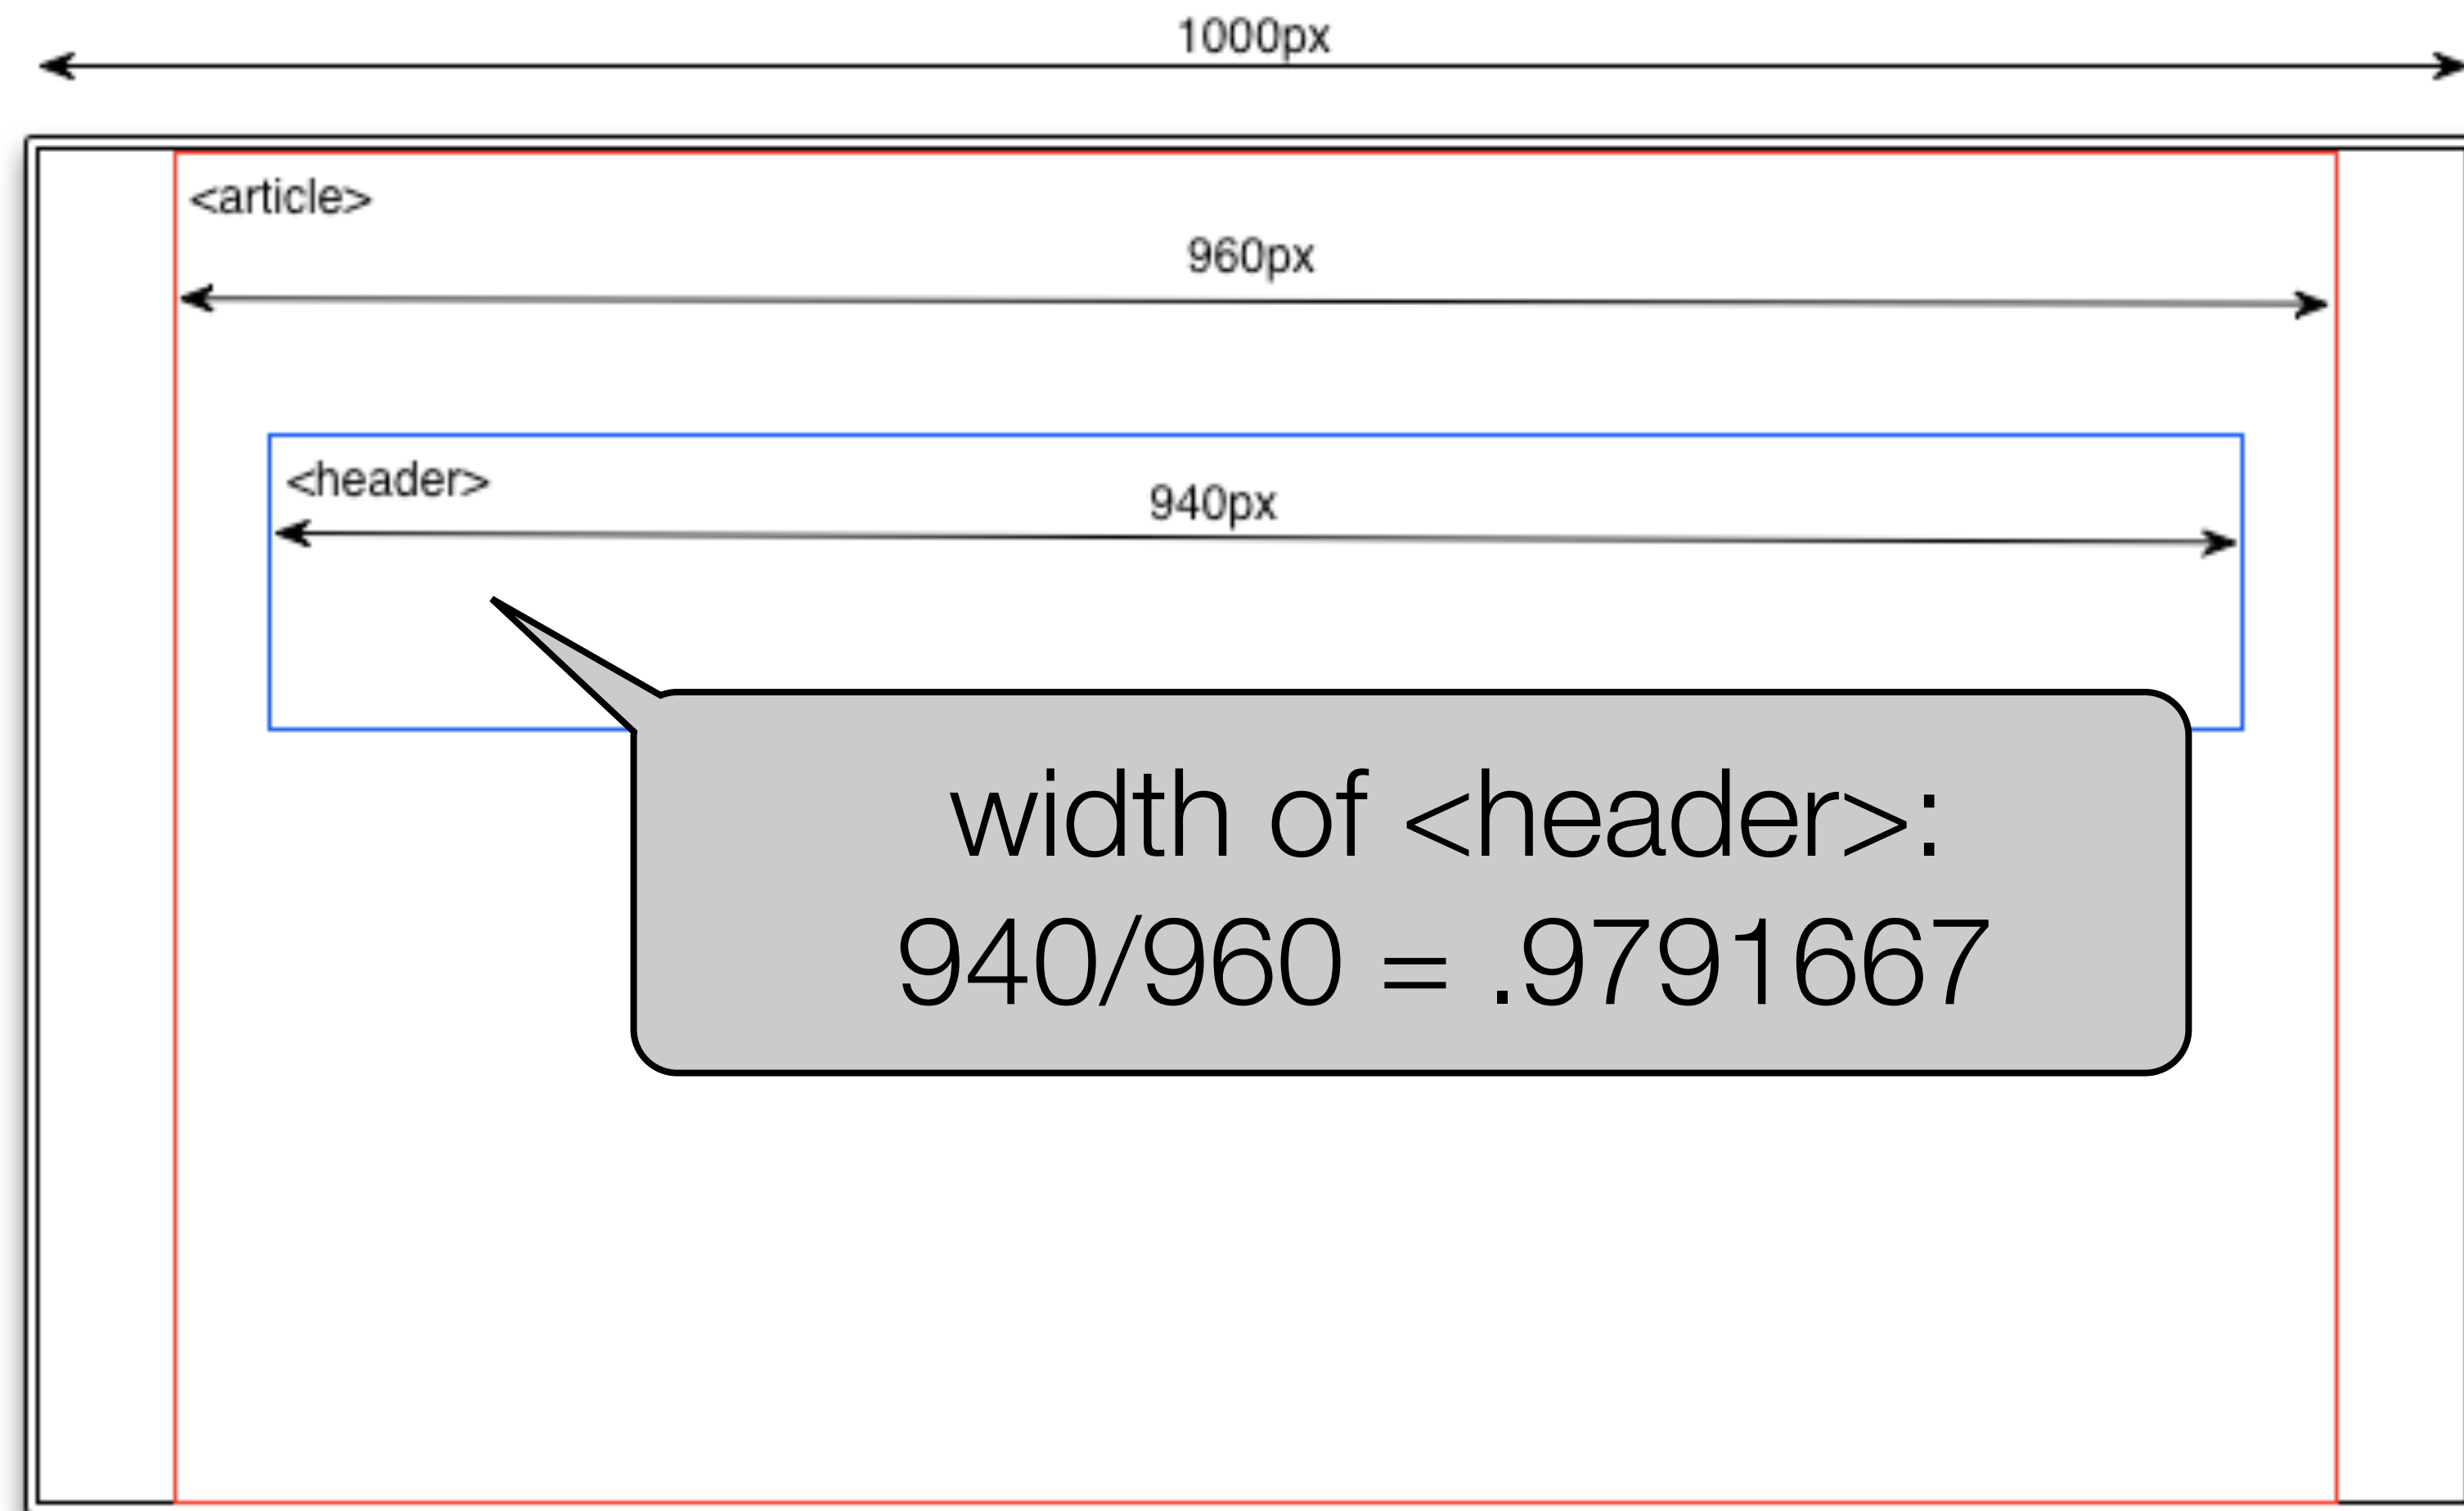 1000px
<article>
960px
<header>
940px
width of <header>:
940/960 = .9791667